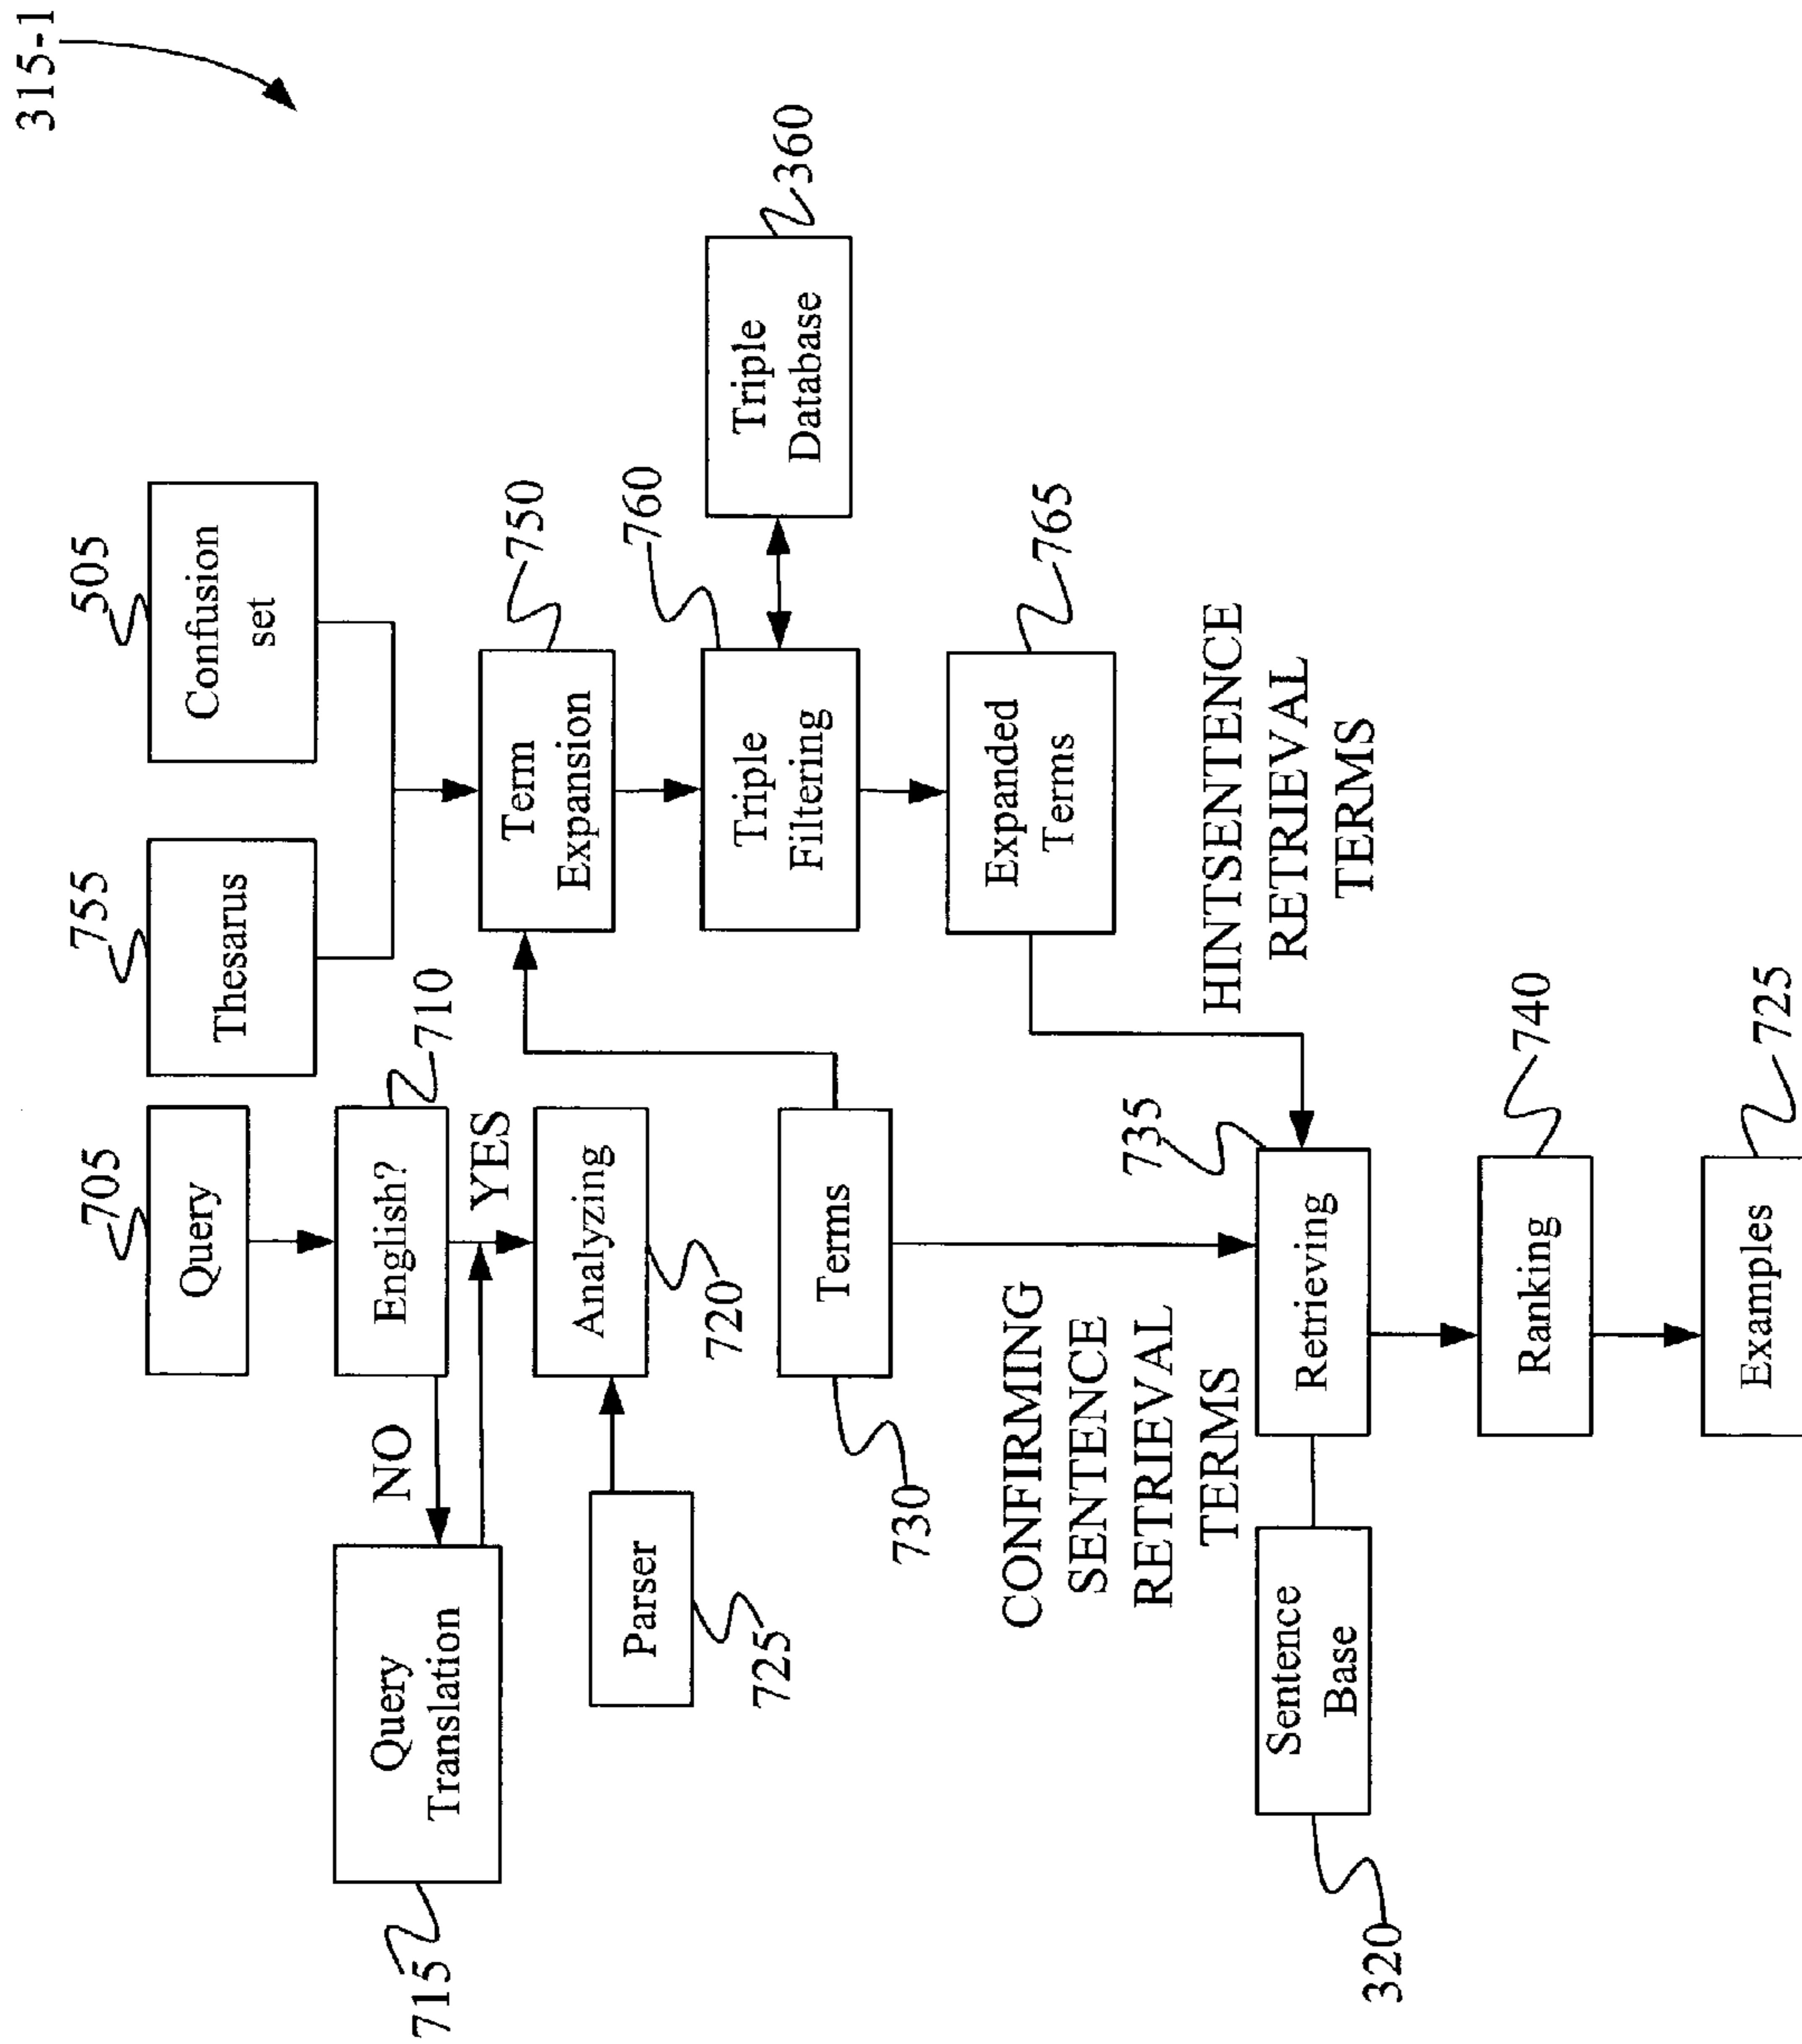 315-1
705
755
505
Query
Thesarus
Confusion
set
710
English?
NO
YES
Query
Translation
715
Analyzing
720
Parser
725
Term
Expansion
750
760
Triple
Filtering
Triple
Database
360
Terms
730
Expanded
Terms
765
CONFIRMING
SENTENCE
RETRIEVAL
TERMS
HINTSENTENCE
RETRIEVAL
TERMS
735
Retrieving
Sentence
Base
320
Ranking
740
Examples
725